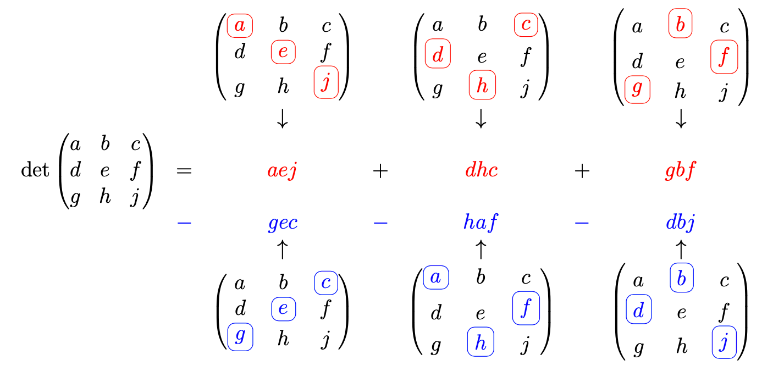 a b c a b c a b c
d e f d e f d e f
g h j g h j g h j
↓ ↓ ↓
a b c
det d e f = aej + dhc + gbf
g h j
− gec − haf − dbj
↑ ↑ ↑
a b c a b c a b c
d e f d e f d e f
g h j g h j g h j